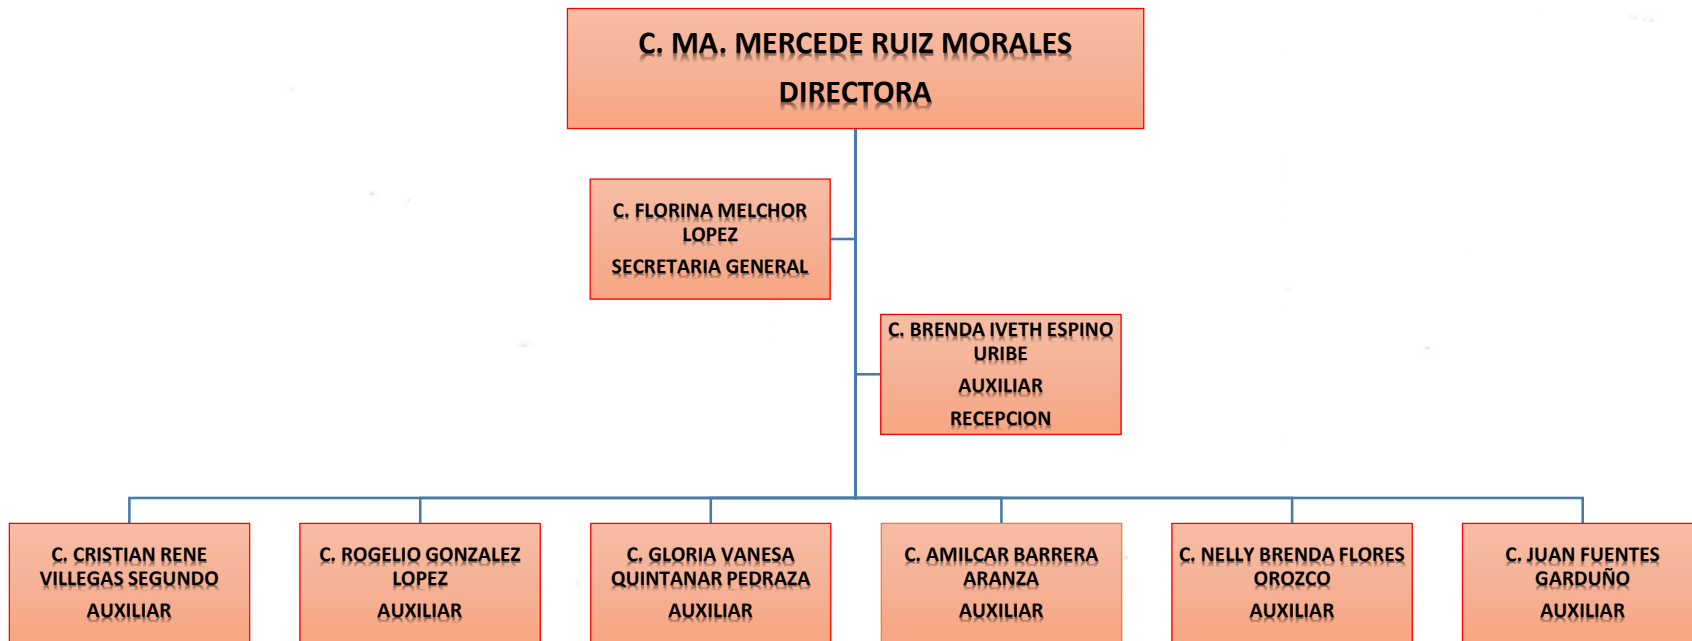 C. MA. MERCEDE RUIZ MORALES
DIRECTORA
C. FLORINA MELCHOR
LOPEZ
SECRETARIA GENERAL
C. BRENDA IVETH ESPINO
URIBE
AUXILIAR
RECEPCION
C. CRISTIAN RENE
VILLEGAS SEGUNDO
AUXILIAR
C. ROGELIO GONZALEZ
LOPEZ
AUXILIAR
C. GLORIA VANESA
QUINTANAR PEDRAZA
AUXILIAR
C. AMILCAR BARRERA
ARANZA
AUXILIAR
C. NELLY BRENDA FLORES
OROZCO
AUXILIAR
C. JUAN FUENTES
GARDUÑO
AUXILIAR